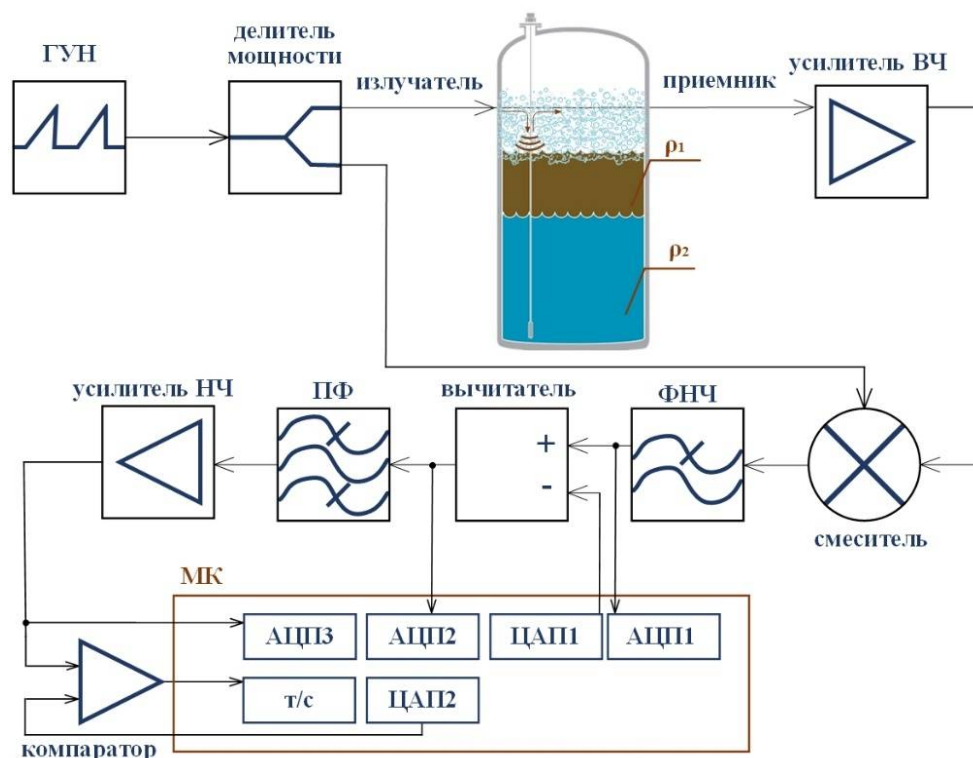 ГУН
делитель
мощности
излучатель
приемник
усилитель ВЧ
ρ1
ρ2
усилитель НЧ
ПФ
вычитатель
ФНЧ
+
-
смеситель
МК
АЦП3
АЦП2
ЦАП1
АЦП1
т/с
ЦАП2
компаратор